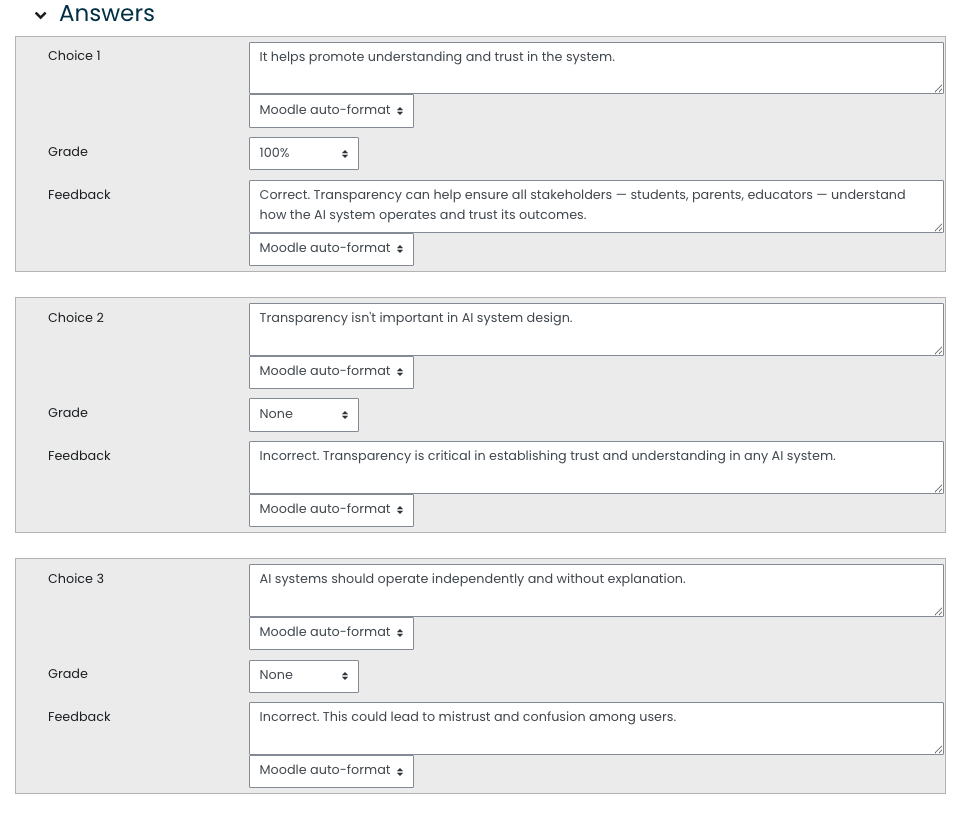 Answers
Choice 1
It helps promote understanding and trust in the system.
Moodle auto-format
Grade
100%
Feedback
Correct. Transparency can help ensure all stakeholders — students, parents, educators — understand
how the AI system operates and trust its outcomes.
Moodle auto-format
Choice 2
Transparency isn't important in AI system design.
Moodle auto-format
Grade
None
Feedback
Incorrect. Transparency is critical in establishing trust and understanding in any AI system.
Moodle auto-format
Choice 3
AI systems should operate independently and without explanation.
Moodle auto-format
Grade
None
Feedback
Incorrect. This could lead to mistrust and confusion among users.
Moodle auto-format